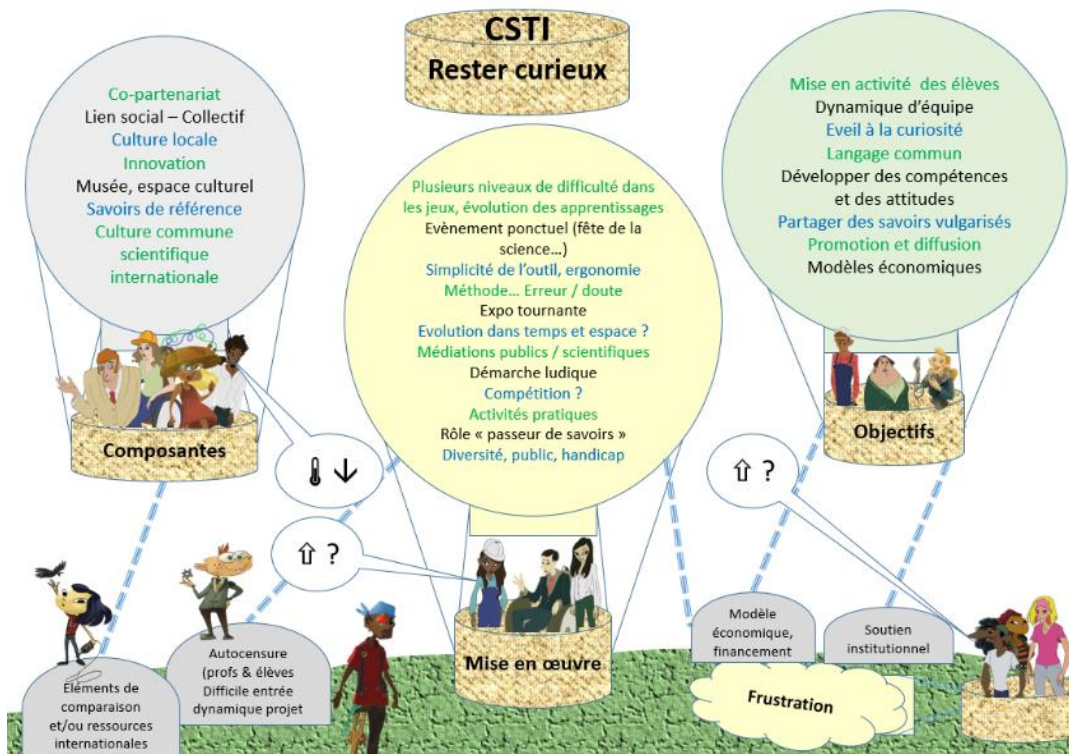 CSTI
Rester curieux
Co-partenariat
Lien social – Collectif
Culture locale
Innovation
Musée, espace culturel
Savoirs de référence
Culture commune
scientifique
internationale
Composantes
Plusieurs niveaux de difficulté dans
les jeux, évolution des apprentissages
Evènement ponctuel (fête de la
science…)
Simplicité de l’outil, ergonomie
Méthode… Erreur / doute
Expo tournante
Evolution dans temps et espace ?
Médiations publics / scientifiques
Démarche ludique
Compétition ?
Activités pratiques
Rôle « passeur de savoirs »
Diversité, public, handicap
Mise en œuvre
Mise en activité des élèves
Dynamique d’équipe
Eveil à la curiosité
Langage commun
Développer des compétences
et des attitudes
Partager des savoirs vulgarisés
Promotion et diffusion
Modèles économiques
Objectifs
↓
⇧ ?
⇧ ?
Eléments de
comparaison
et/ou ressources
internationales
Autocensure
(profs & élèves
Difficile entrée
dynamique projet
Modèle
économique,
financement
Soutien
institutionnel
Frustration